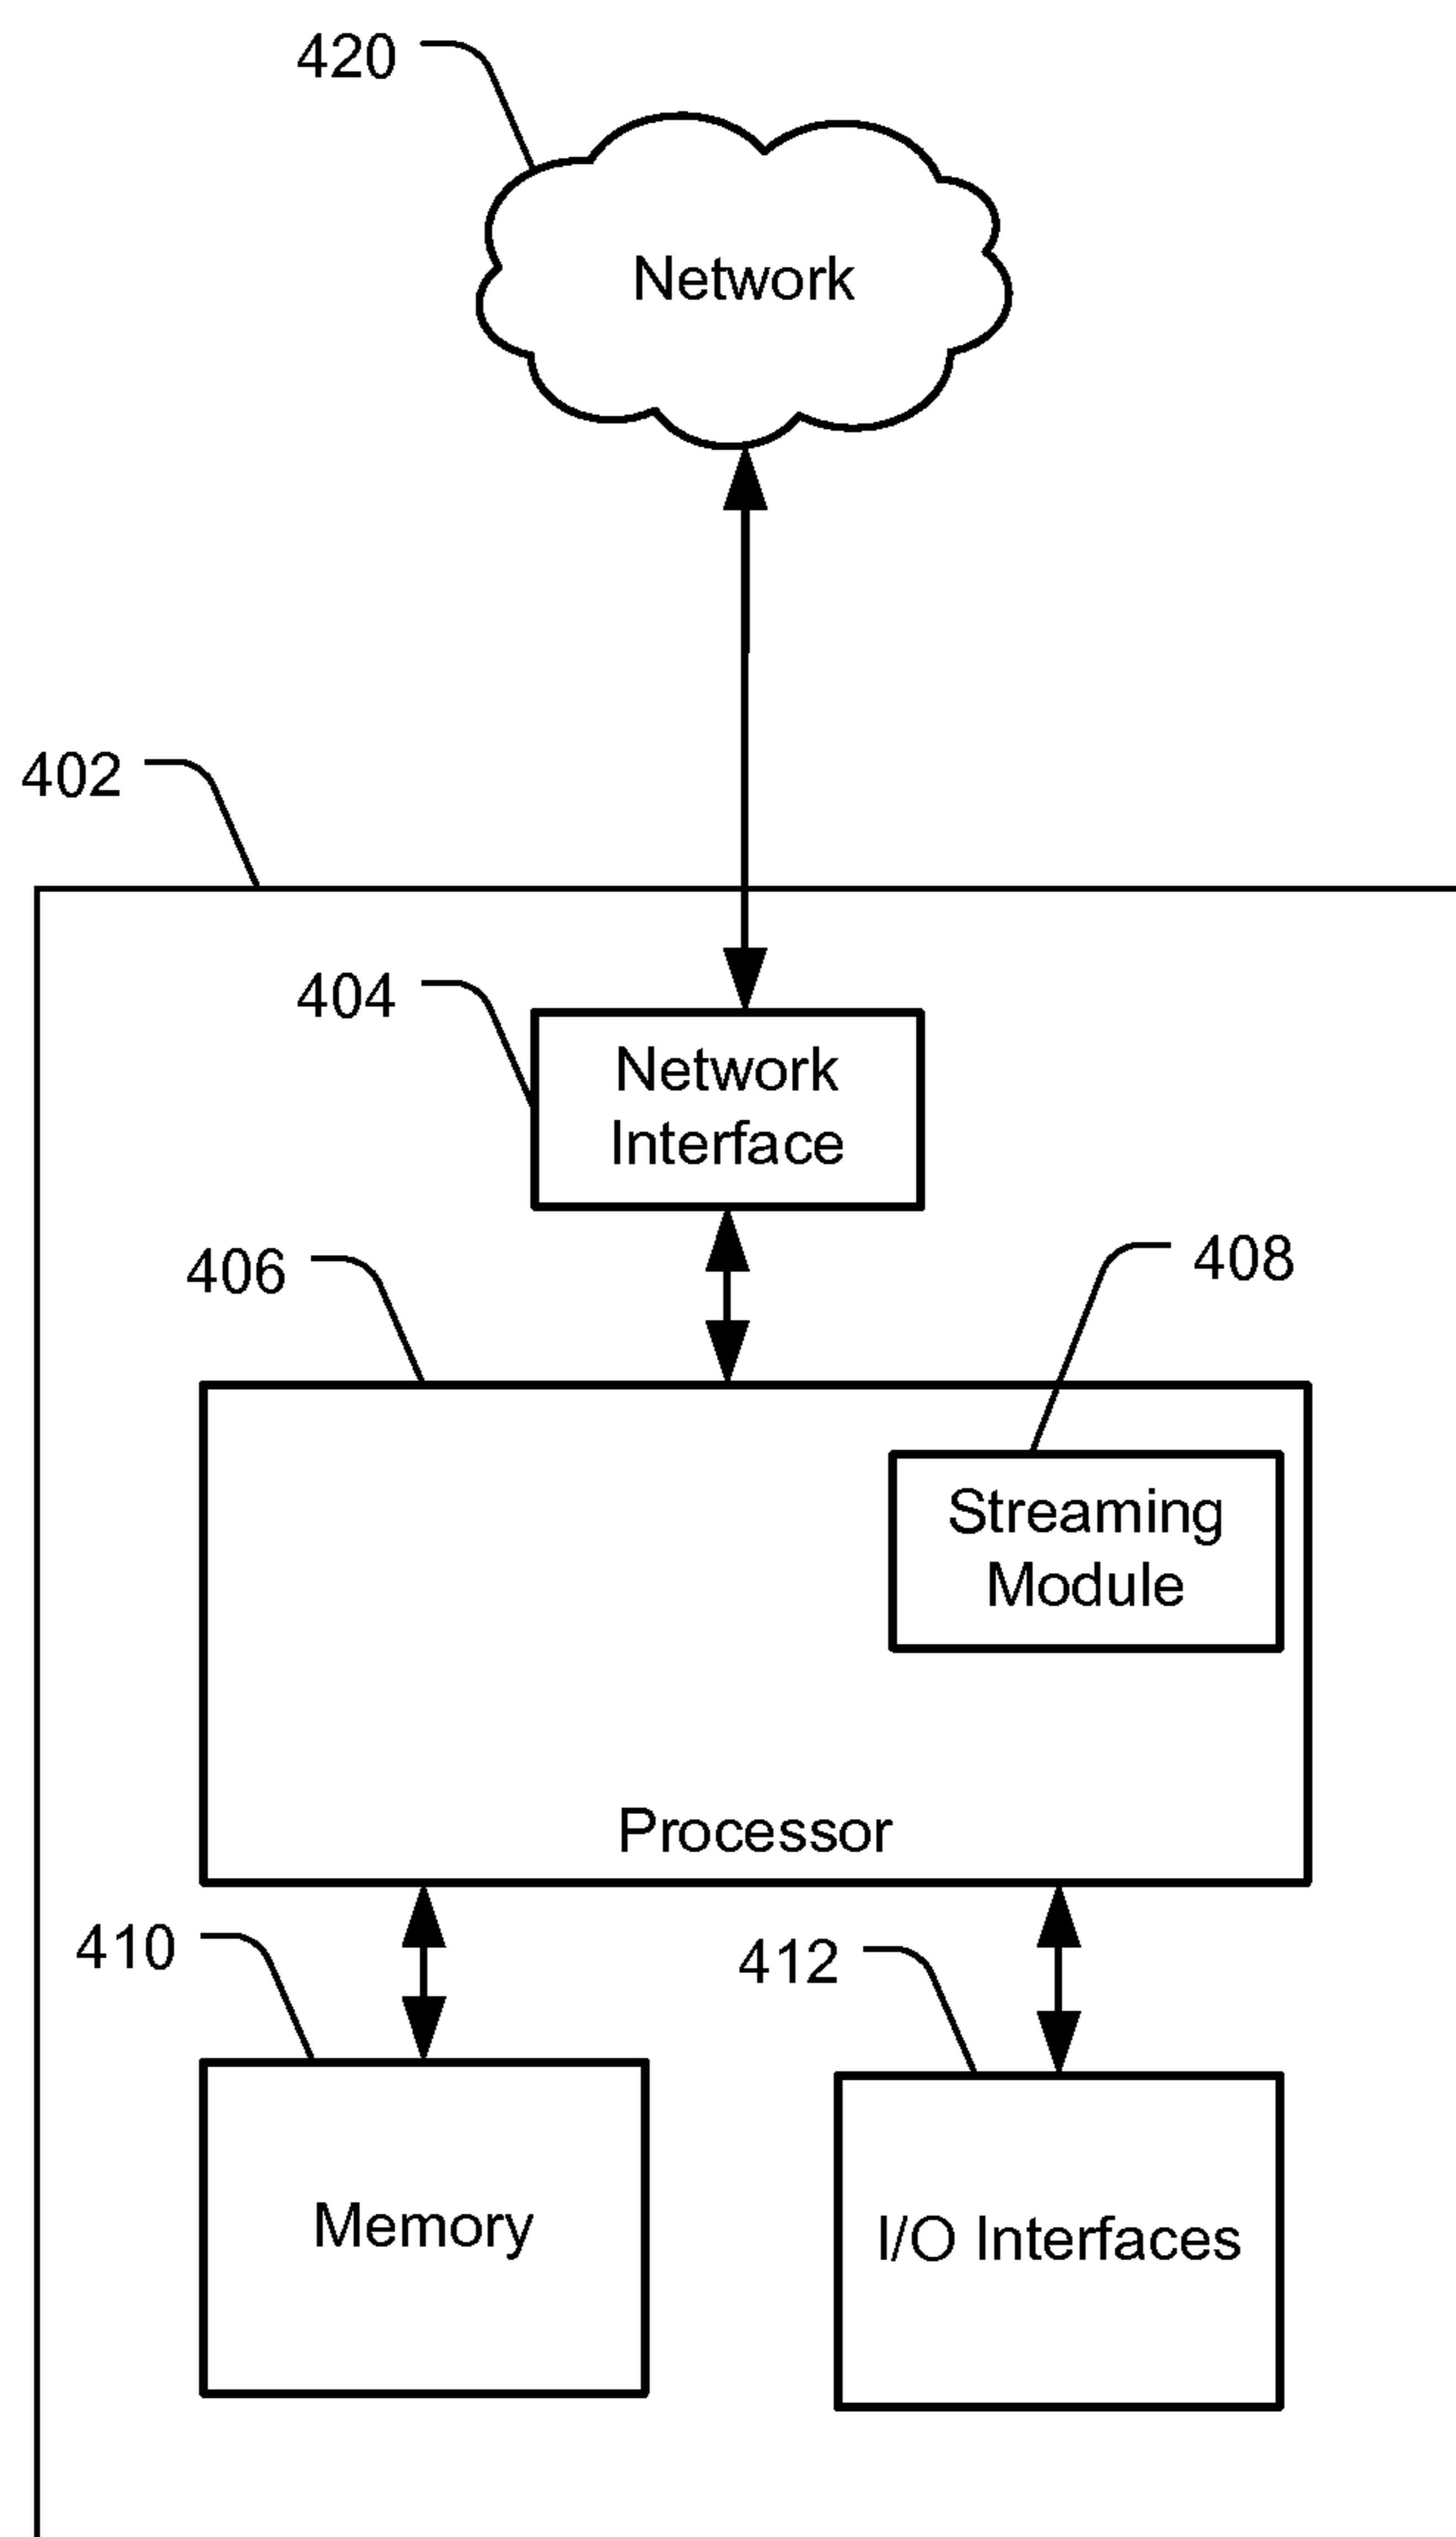 420
Network
402
404
Network
Interface
406
408
Streaming
Module
Processor
410
412
Memory
I/O Interfaces